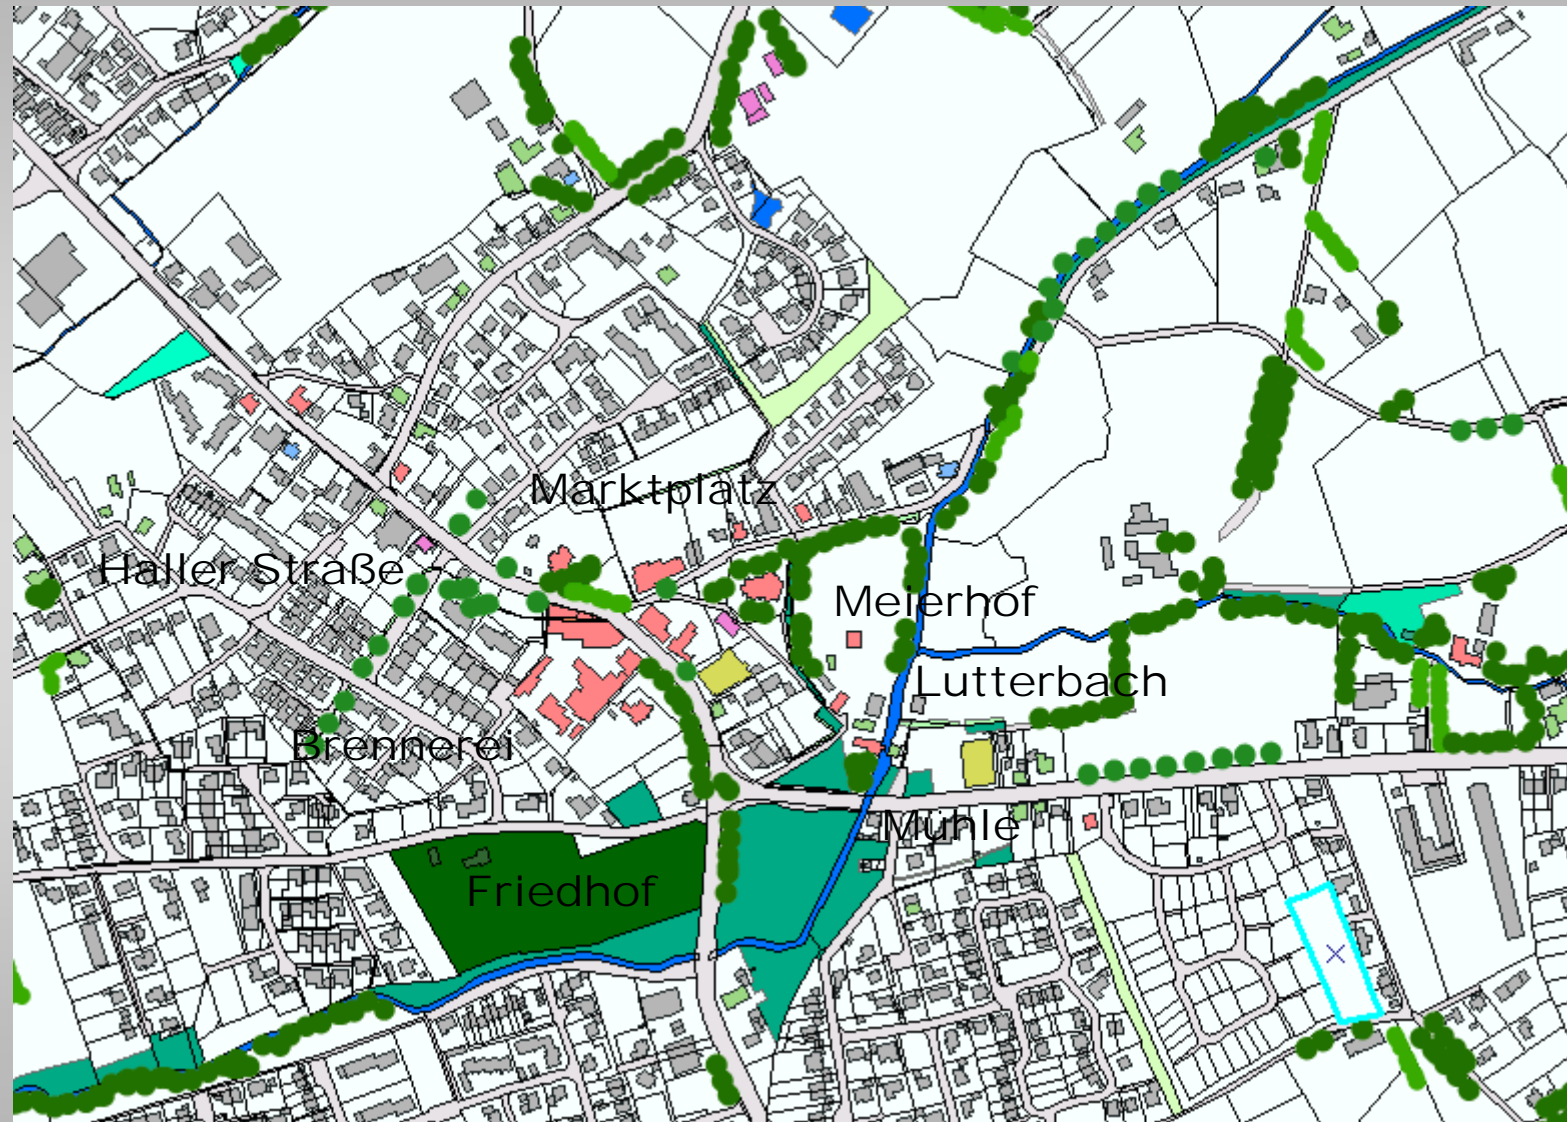 Marktplatz
Haller Straße
Meierhof
Lutterbach
Brennerei
Mühle
Friedhof